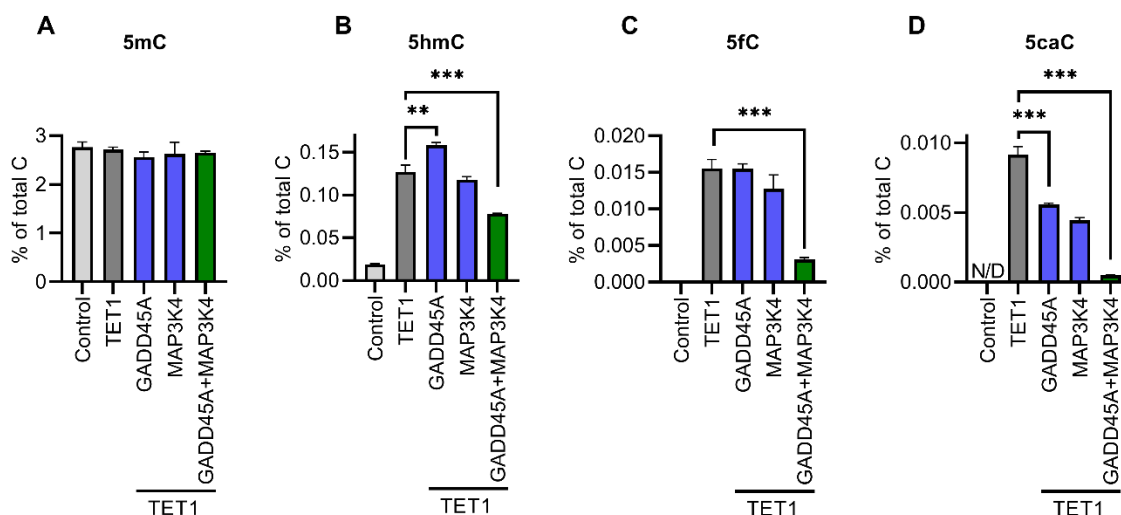 A
5mC
% of total C
3
2
1
0
Control
TET1
GADD45A
MAP3K4
GADD45A+MAP3K4
TET1
B
5hmC
***
**
% of total C
0.15
0.10
0.05
0.00
Control
TET1
GADD45A
MAP3K4
GADD45A+MAP3K4
TET1
C
5fC
***
% of total C
0.020
0.015
0.010
0.005
0.000
Control
TET1
GADD45A
MAP3K4
GADD45A+MAP3K4
TET1
D
5caC
***
***
% of total C
0.010
0.005
0.000
N/D
Control
TET1
GADD45A
MAP3K4
GADD45A+MAP3K4
TET1